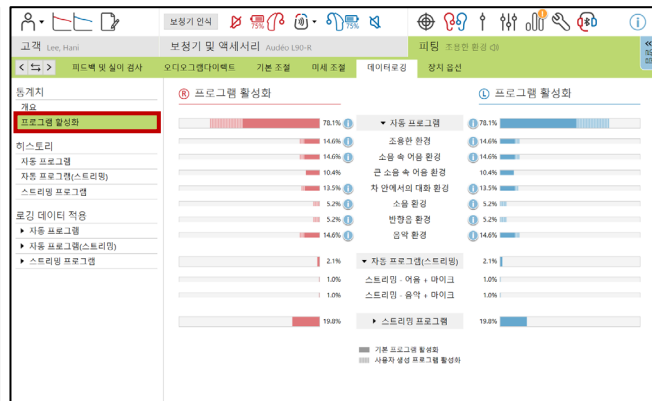 보청기 인식
75%
75%
고객 Lee, Hani
보청기 및 액세서리 Audéo L90-R
피팅 조용한 환경
피드백 및 실이 검사
오디오그램다이렉트
기본 조절
미세 조절
데이터로깅
장치 옵션
통계치
개요
프로그램 활성화
히스토리
자동 프로그램
자동 프로그램(스트리밍)
스트리밍 프로그램
로깅 데이터 적용
자동 프로그램
자동 프로그램(스트리밍)
스트리밍 프로그램
R 프로그램 활성화
L 프로그램 활성화
78.1% 자동 프로그램 78.1%
14.6% 조용한 환경 14.6%
14.6% 소음 속 어음 환경 14.6%
10.4% 큰 소음 속 어음 환경 10.4%
13.5% 차 안에서의 대화 환경 13.5%
5.2% 소음 환경 5.2%
5.2% 반향음 환경 5.2%
14.6% 음악 환경 14.6%
2.1% 자동 프로그램(스트리밍) 2.1%
1.0% 스트리밍 - 어음 + 마이크 1.0%
1.0% 스트리밍 - 음악 + 마이크 1.0%
19.8% 스트리밍 프로그램 19.8%
기본 프로그램 활성화
사용자 생성 프로그램 활성화